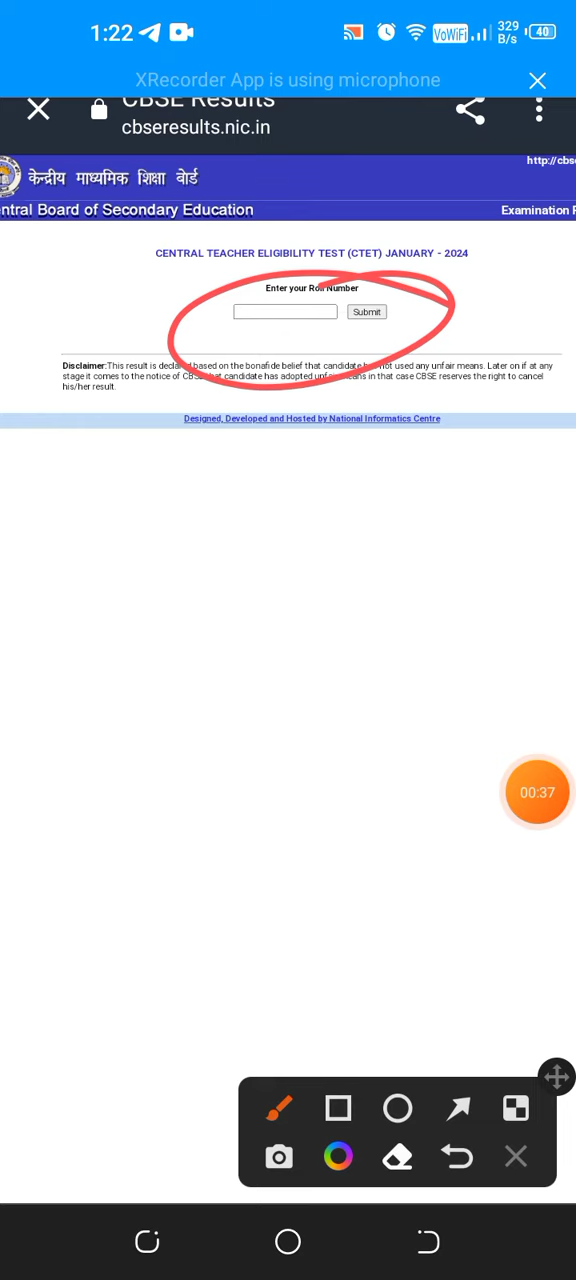 1:22
VoWiFi
329
B/s
40
XRecorder App is using microphone
CBSE Results
cbseresults.nic.in
http://cbs
केन्द्रीय माध्यमिक शिक्षा बोर्ड
ntral Board of Secondary Education
Examination R
CENTRAL TEACHER ELIGIBILITY TEST (CTET) JANUARY - 2024
Enter your Roll Number
Submit
Disclaimer:This result is declared based on the bonafide belief that candidate has not used any unfair means. Later on if at any
stage it comes to the notice of CBSE that candidate has adopted unfair means in that case CBSE reserves the right to cancel
his/her result.
Designed, Developed and Hosted by National Informatics Centre
00:37